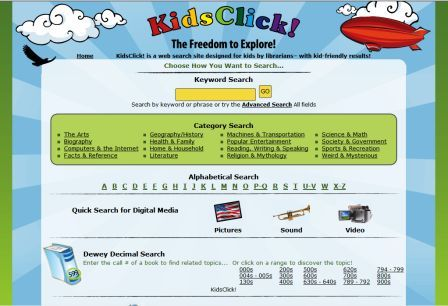 KidsClick!
The Freedom to Explore!
Home KidsClick! is a web search site designed for kids by librarians - with kid-friendly results!
Choose How You Want to Search...
Keyword Search
GO
Search by keyword or phrase or try the Advanced Search All fields
Category Search
The Arts Geography/History Machines & Transportation Science & Math
Biography Health & Family Popular Entertainment Society & Government
Computers & the Internet Home & Household Reading, Writing & Speaking Sports & Recreation
Facts & Reference Literature Religion & Mythology Weird & Mysterious
Alphabetical Search
A B C D E F G H I J K L M N O P-Q R S T U-V W X-Z
Quick Search for Digital Media
Pictures Sound Video
Dewey Decimal Search
Enter the call # of a book to find related topics... Or click on a range to discover the topic!
000s 200s 500s 620s 794 - 799
004s - 005s 300s 600s 700s 800s
130s 400s 630s - 640s 789 - 792 900s
KidsClick!